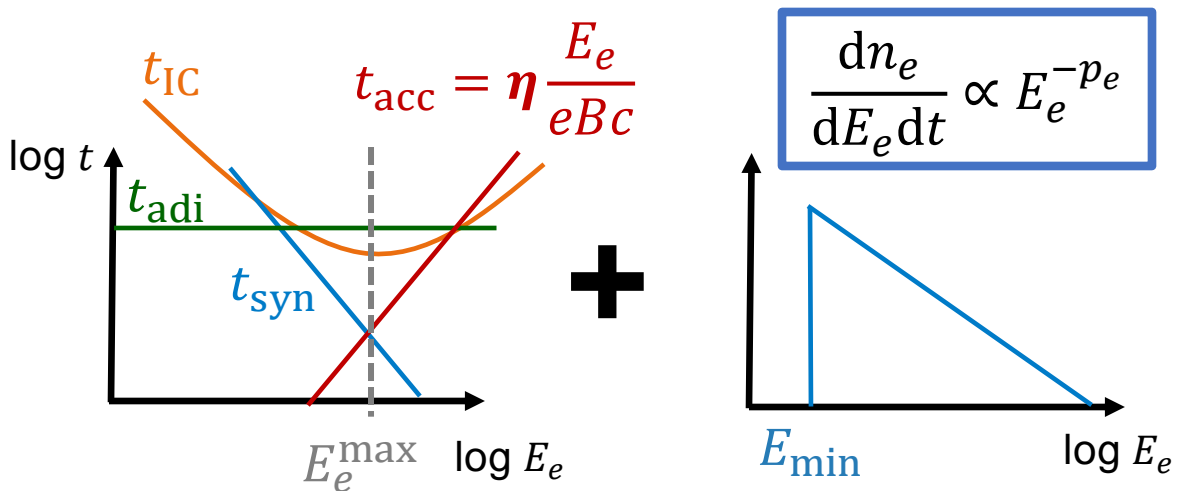 t_IC
t_acc = η E_e / eBc
log t
t_adi
t_syn
E_e^max
log E_e
+
dn_e / dE_e dt ∝ E_e^{-p_e}
E_min
log E_e